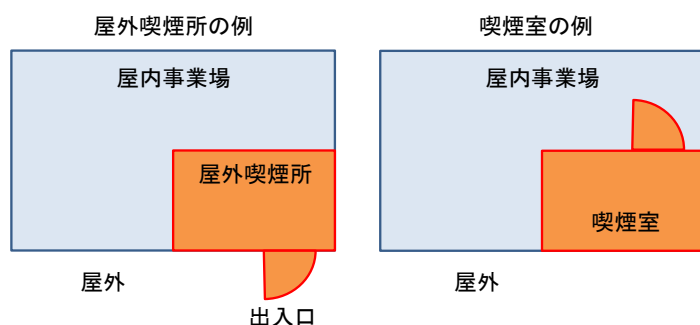 屋外喫煙所の例
屋内事業場
屋外喫煙所
屋外
出入口
喫煙室の例
屋内事業場
喫煙室
屋外